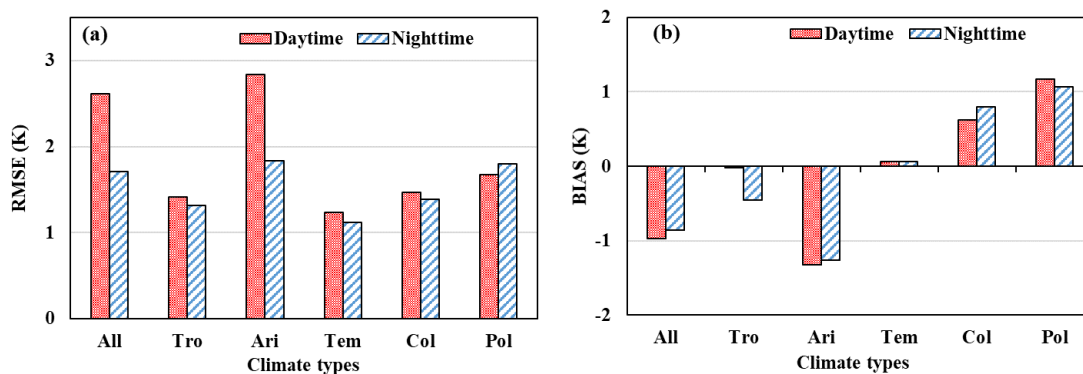 (a)
Daytime Nighttime
3
2
1
0
RMSE (K)
All Tro Ari Tem Col Pol
Climate types
(b)
Daytime Nighttime
2
1
0
-1
-2
BIAS (K)
All Tro Ari Tem Col Pol
Climate types